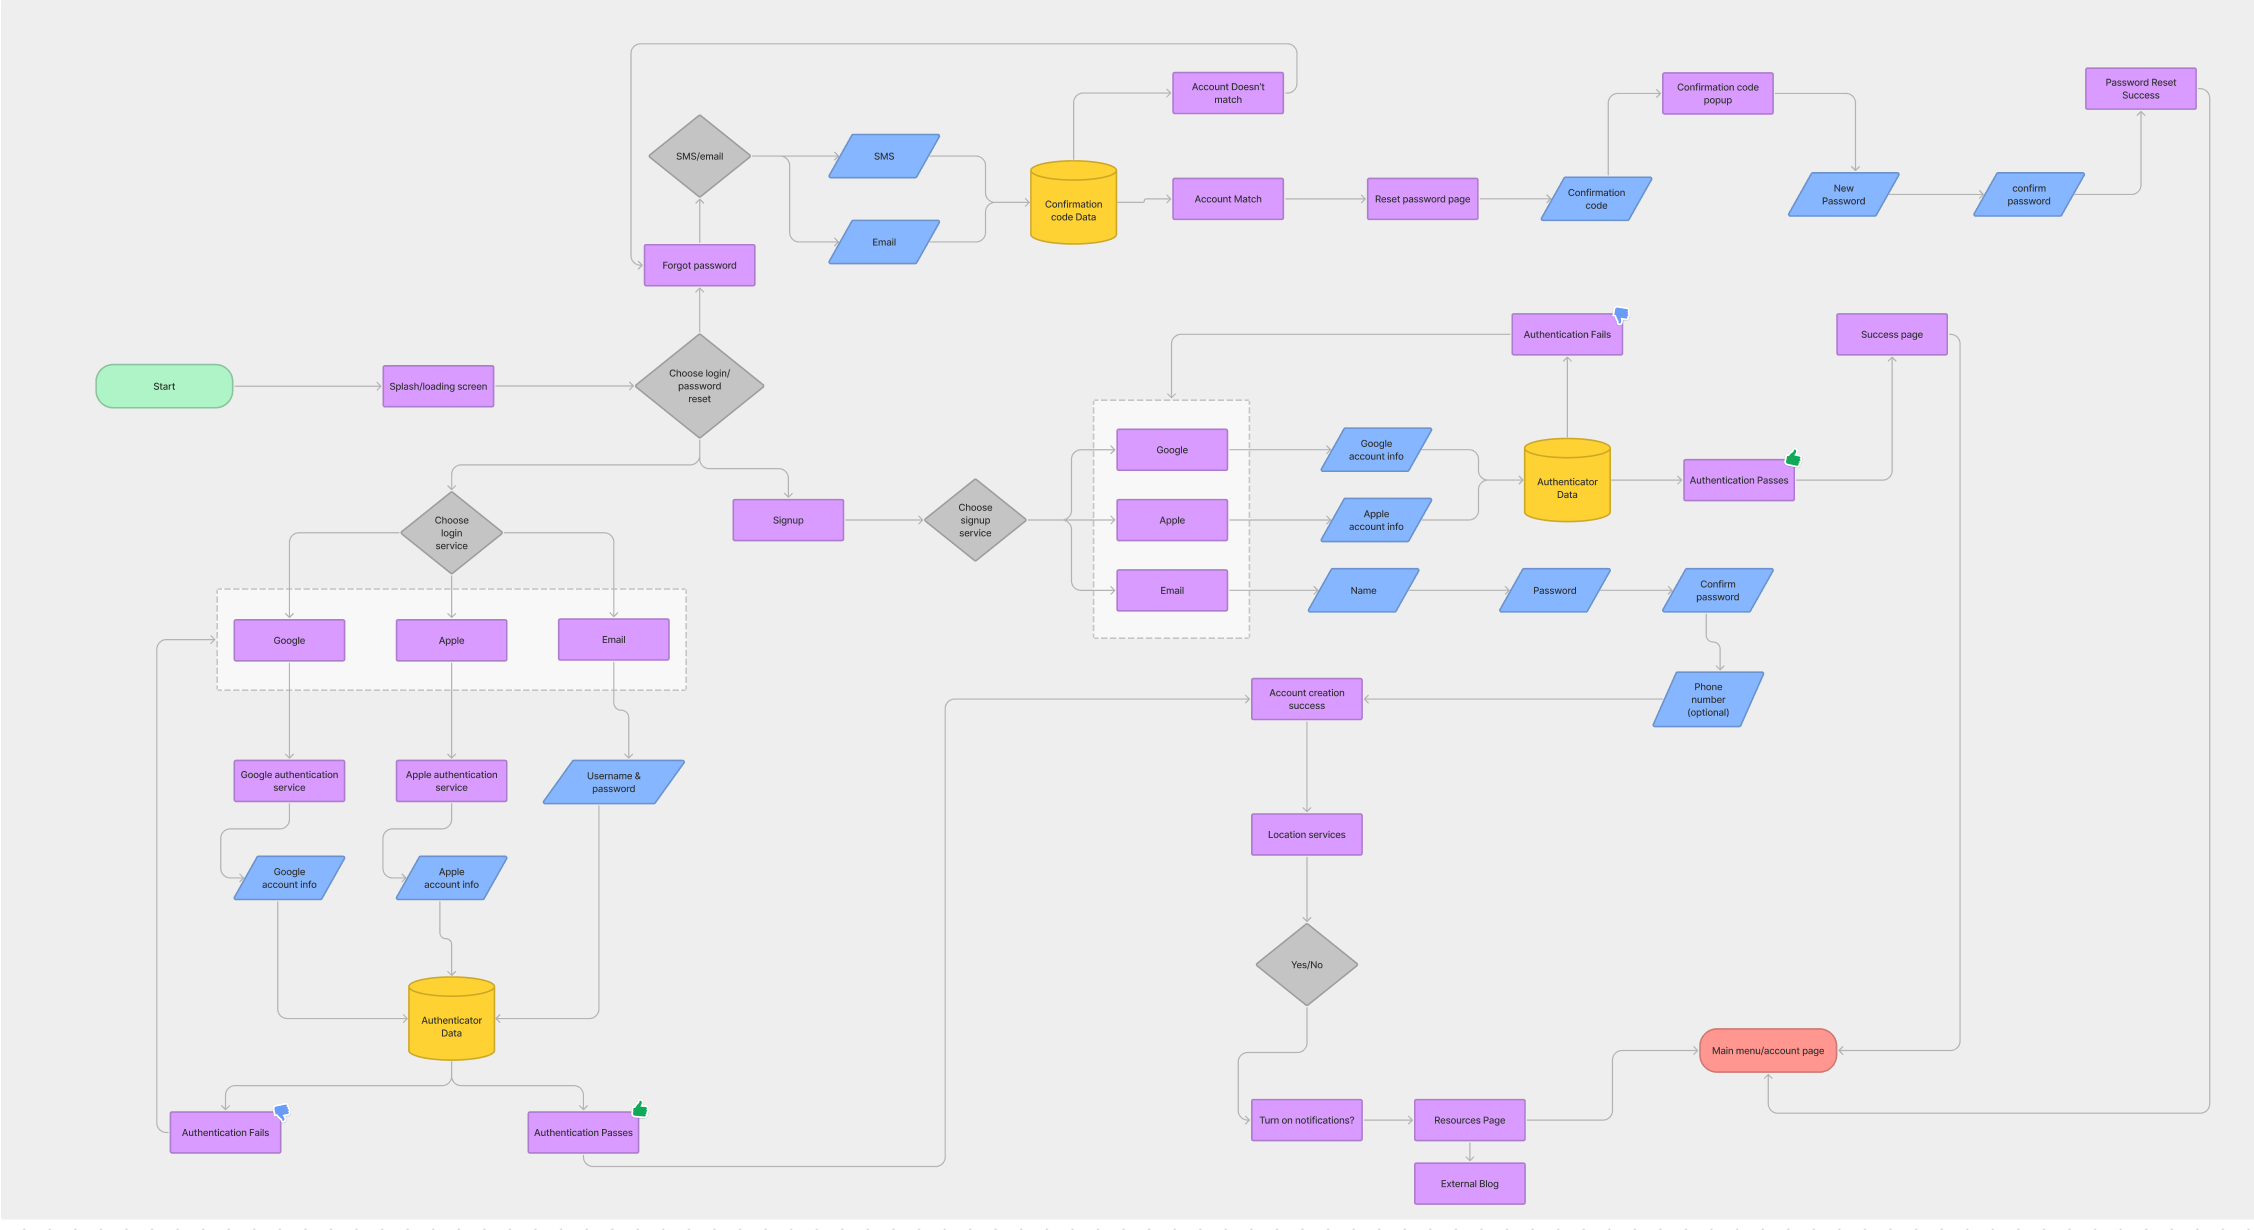 Account Doesn't
match
Confirmation code
popup
Password Reset
Success
SMS/email
SMS
Confirmation
code Data
Account Match
Reset password page
Confirmation
code
New
Password
confirm
password
Email
Forgot password
Start
Splash/loading screen
Choose login/
password
reset
Authentication Fails
Success page
Choose
login
service
Signup
Choose
signup
service
Google
Google
account info
Authenticator
Data
Authentication Passes
Apple
Apple
account info
Email
Name
Password
Confirm
password
Phone
number
(optional)
Google
Apple
Email
Google authentication
service
Apple authentication
service
Username &
password
Google
account info
Apple
account info
Authenticator
Data
Authentication Fails
Authentication Passes
Account creation
success
Location services
Yes/No
Main menu/account page
Turn on notifications?
Resources Page
External Blog